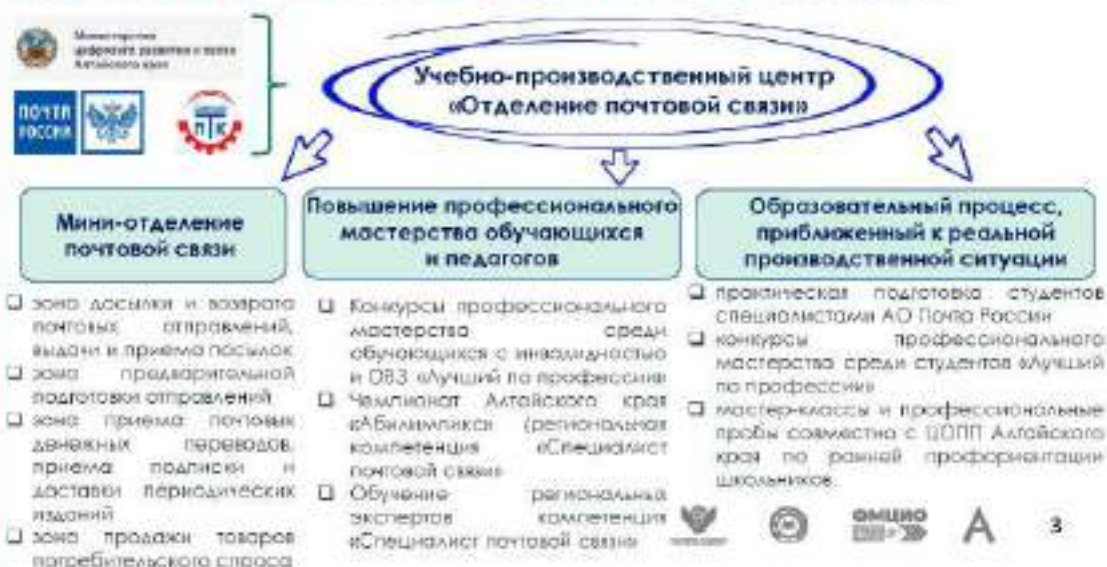 Министерство
цифрового развития и связи
Алтайского края
ПОЧТА
РОССИИ
ПТК
Учебно-производственный центр
«Отделение почтовой связи»
Мини-отделение
почтовой связи
зона досылки и возврата
почтовых отправлений,
выдачи и приема посылок
зона предварительной
подготовки отправлений
зона приема почтовых
денежных переводов,
приема подписки и
доставки периодических
изданий
зона продажи товаров
потребительского спроса
Повышение профессионального
мастерства обучающихся
и педагогов
Конкурсы профессионального
мастерства среди
обучающихся с инвалидностью
и ОВЗ «Лучший по профессии»
Чемпионат Алтайского края
«Абилимпикс» (региональная
компетенция «Специалист
почтовой связи»
Обучение региональных
экспертов компетенция
«Специалист почтовой связи»
Образовательный процесс,
приближенный к реальной
производственной ситуации
практическая подготовка студентов
специалистами АО Почта России
конкурсы профессионального
мастерства среди студентов «Лучший
по профессии»
мастер-классы и профессиональные
пробы совместно с ЦОПП Алтайского
края по ранней профориентации
школьников.
ФМЦИО
А
3